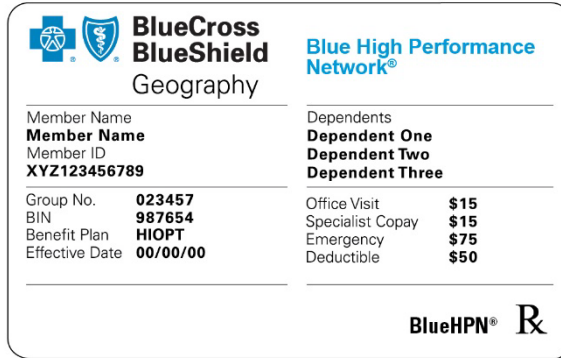 BlueCross
BlueShield
Geography
Blue High Performance
Network®
Member Name
Member Name
Member ID
XYZ123456789
Dependents
Dependent One
Dependent Two
Dependent Three
Group No. 023457
BIN 987654
Benefit Plan HIOPT
Effective Date 00/00/00
Office Visit $15
Specialist Copay $15
Emergency $75
Deductible $50
BlueHPN® Rx